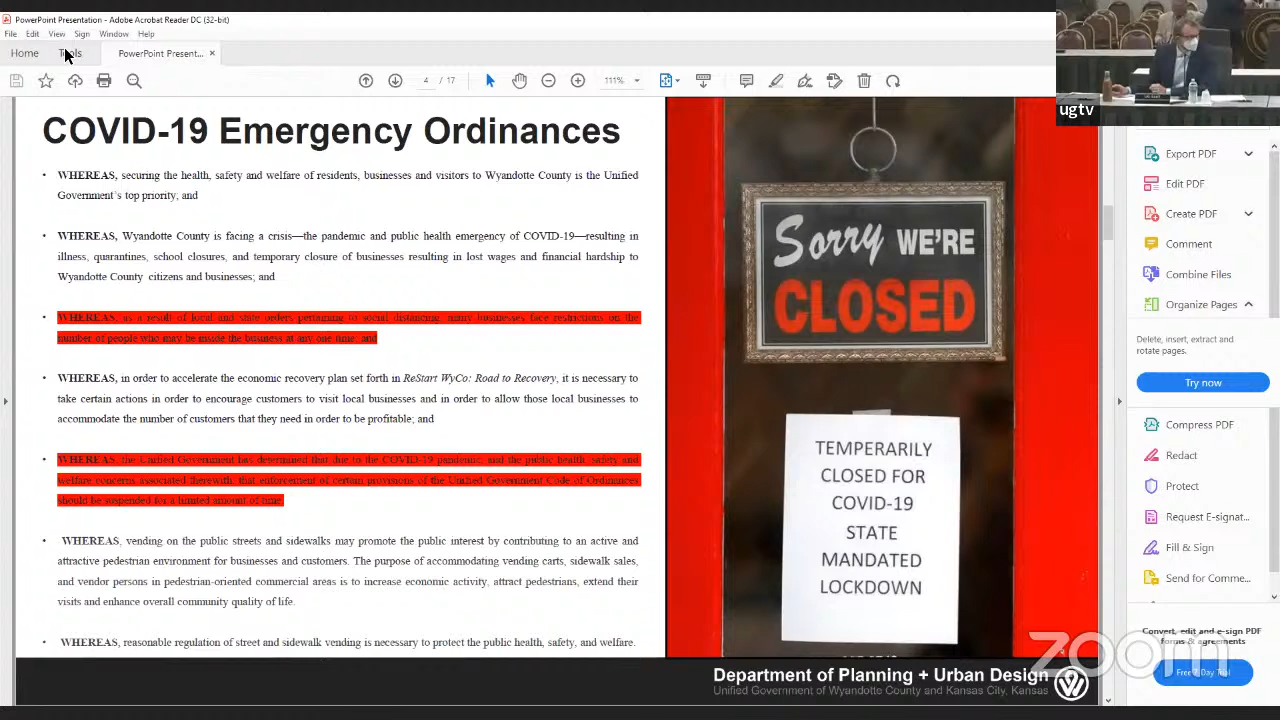 PowerPoint Presentation - Adobe Acrobat Reader DC (32-bit)
File Edit View Sign Window Help
Home Tools PowerPoint Present... ×
4 / 17 111%
ugtv
COVID-19 Emergency Ordinances
• WHEREAS, securing the health, safety and welfare of residents, businesses and visitors to Wyandotte County is the Unified
Government's top priority; and
• WHEREAS, Wyandotte County is facing a crisis—the pandemic and public health emergency of COVID-19—resulting in
illness, quarantines, school closures, and temporary closure of businesses resulting in lost wages and financial hardship to
Wyandotte County citizens and businesses; and
• WHEREAS, as a result of local and state orders pertaining to social distancing, many businesses face restrictions on the
number of people who may be inside the business at any one time; and
• WHEREAS, in order to accelerate the economic recovery plan set forth in ReStart WyCo: Road to Recovery, it is necessary to
take certain actions in order to encourage customers to visit local businesses and in order to allow those local businesses to
accommodate the number of customers that they need in order to be profitable; and
• WHEREAS, the Unified Government has determined that due to the COVID-19 pandemic, and the public health, safety and
welfare concerns associated therewith, that enforcement of certain provisions of the Unified Government Code of Ordinances
should be suspended for a limited amount of time.
• WHEREAS, vending on the public streets and sidewalks may promote the public interest by contributing to an active and
attractive pedestrian environment for businesses and customers. The purpose of accommodating vending carts, sidewalk sales,
and vendor persons in pedestrian-oriented commercial areas is to increase economic activity, attract pedestrians, extend their
visits and enhance overall community quality of life.
• WHEREAS, reasonable regulation of street and sidewalk vending is necessary to protect the public health, safety, and welfare.
Sorry WE'RE
CLOSED
TEMPERARILY
CLOSED FOR
COVID-19
STATE
MANDATED
LOCKDOWN
Department of Planning + Urban Design
Unified Government of Wyandotte County and Kansas City, Kansas
Export PDF
Edit PDF
Create PDF
Comment
Combine Files
Organize Pages
Delete, insert, extract and
rotate pages.
Try now
Compress PDF
Redact
Protect
Request E-signat...
Fill & Sign
Send for Comme...
Convert, edit and e-sign PDF
forms & agreements
Free 7-Day Trial
zoom